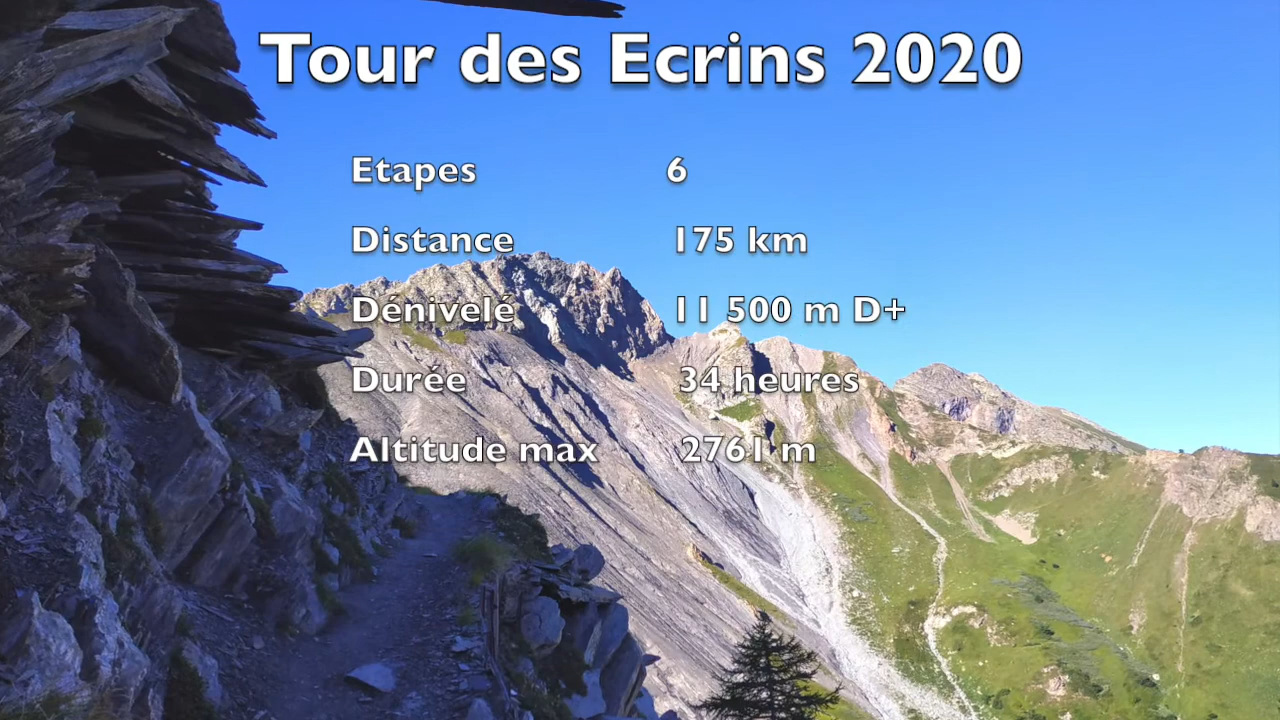 Tour des Ecrins 2020
Etapes 6
Distance 175 km
Dénivelé 11 500 m D+
Durée 34 heures
Altitude max 2761 m